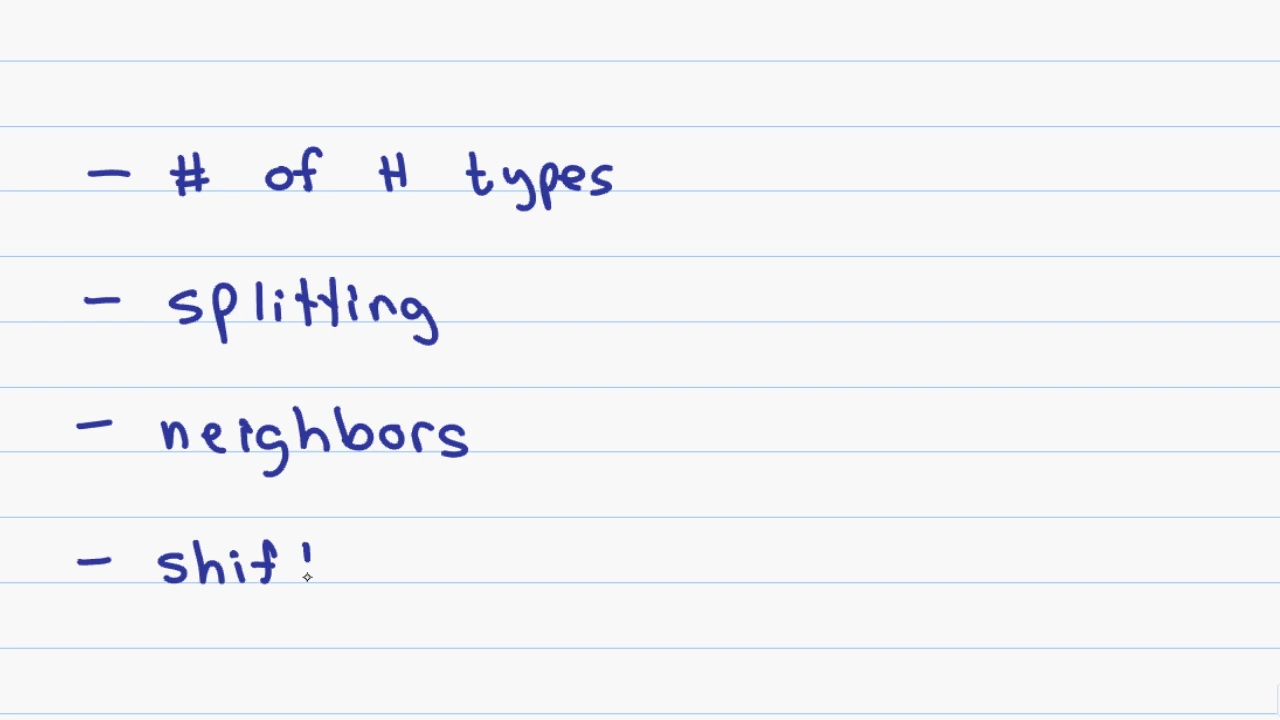 - # of H types
- splitting
- neighbors
- shif